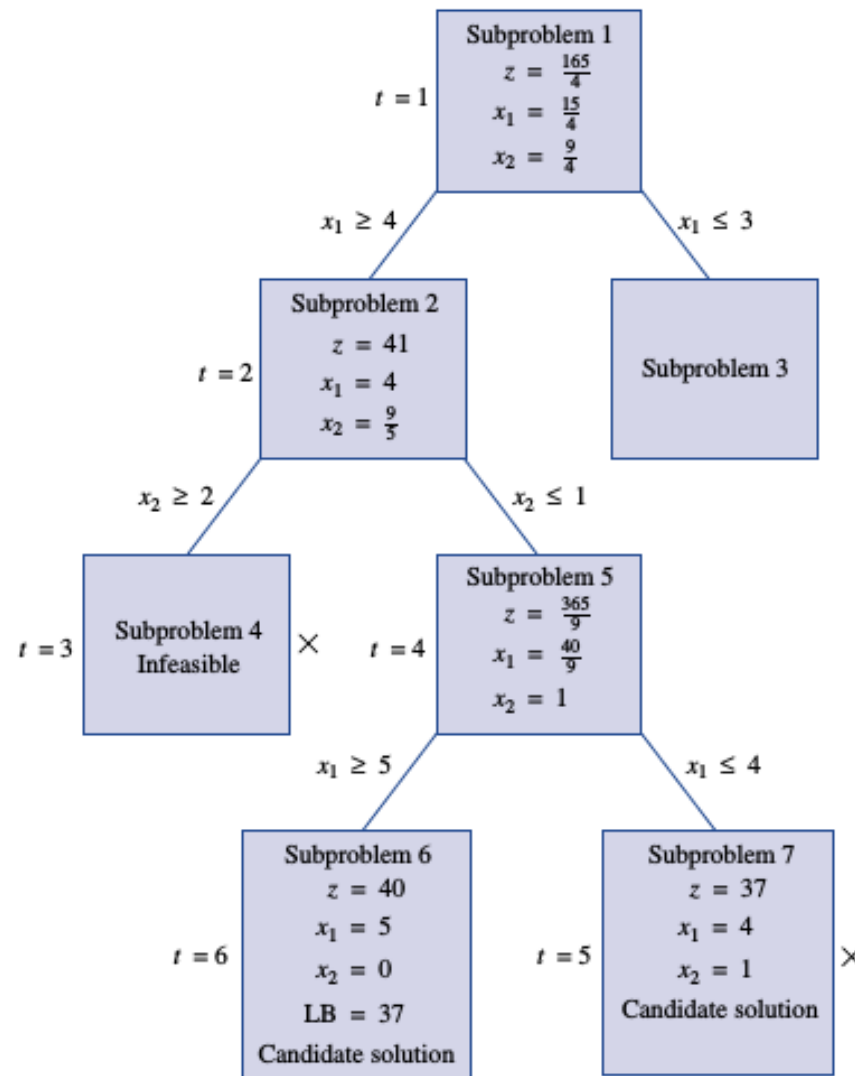 Subproblem 1
z = 165/4
t = 1
x₁ = 15/4
x₂ = 9/4
x₁ ≥ 4
x₁ ≤ 3
Subproblem 2
z = 41
t = 2
x₁ = 4
x₂ = 9/5
Subproblem 3
x₂ ≥ 2
x₂ ≤ 1
t = 3
Subproblem 4
Infeasible
×
Subproblem 5
z = 365/9
t = 4
x₁ = 40/9
x₂ = 1
x₁ ≥ 5
x₁ ≤ 4
Subproblem 6
z = 40
x₁ = 5
t = 6
x₂ = 0
LB = 37
Candidate solution
Subproblem 7
z = 37
x₁ = 4
t = 5
x₂ = 1
×
Candidate solution